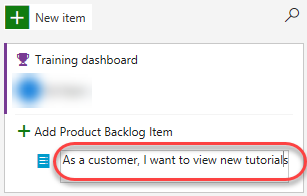 New item
Training dashboard
Add Product Backlog Item
As a customer, I want to view new tutorials